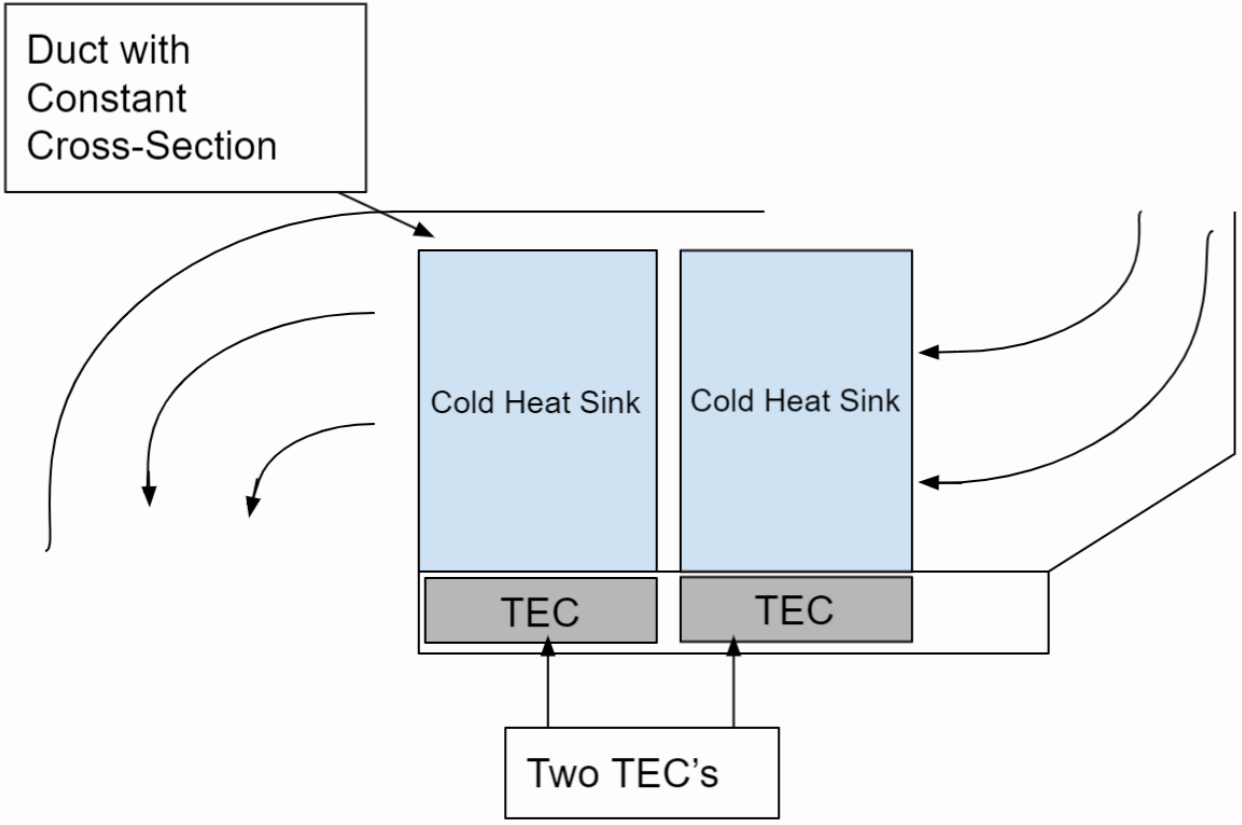 Duct with
Constant
Cross-Section
Cold Heat Sink
Cold Heat Sink
TEC
TEC
Two TEC's